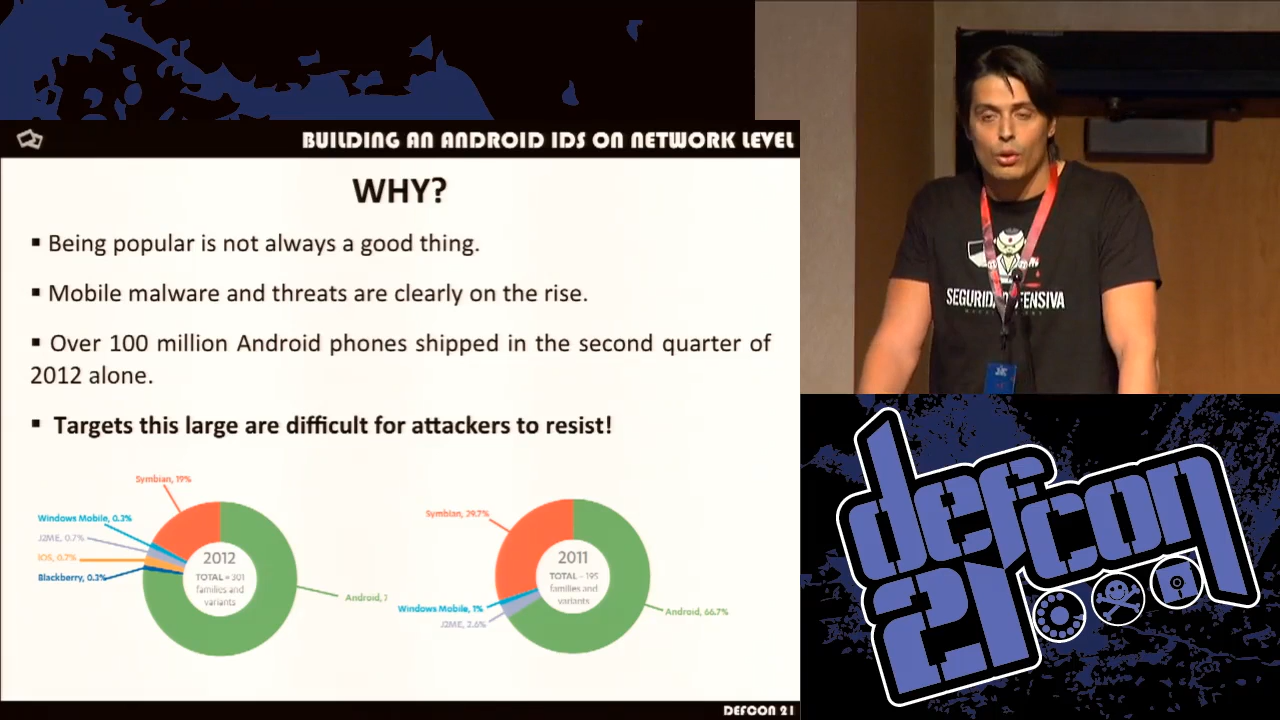 BUILDING AN ANDROID IDS ON NETWORK LEVEL
WHY?
▪ Being popular is not always a good thing.
▪ Mobile malware and threats are clearly on the rise.
▪ Over 100 million Android phones shipped in the second quarter of
2012 alone.
▪ Targets this large are difficult for attackers to resist!
Symbian, 19%
Windows Mobile, 0.3%
J2ME, 0.7%
iOS, 0.7%
Blackberry, 0.3%
2012
TOTAL = 301
families and
variants
Android, 7
Symbian, 29.7%
Windows Mobile, 1%
J2ME, 2.6%
2011
TOTAL = 195
families and
variants
Android, 66.7%
DEFCON 21
SEGURIDAD OFENSIVA
defcon
21